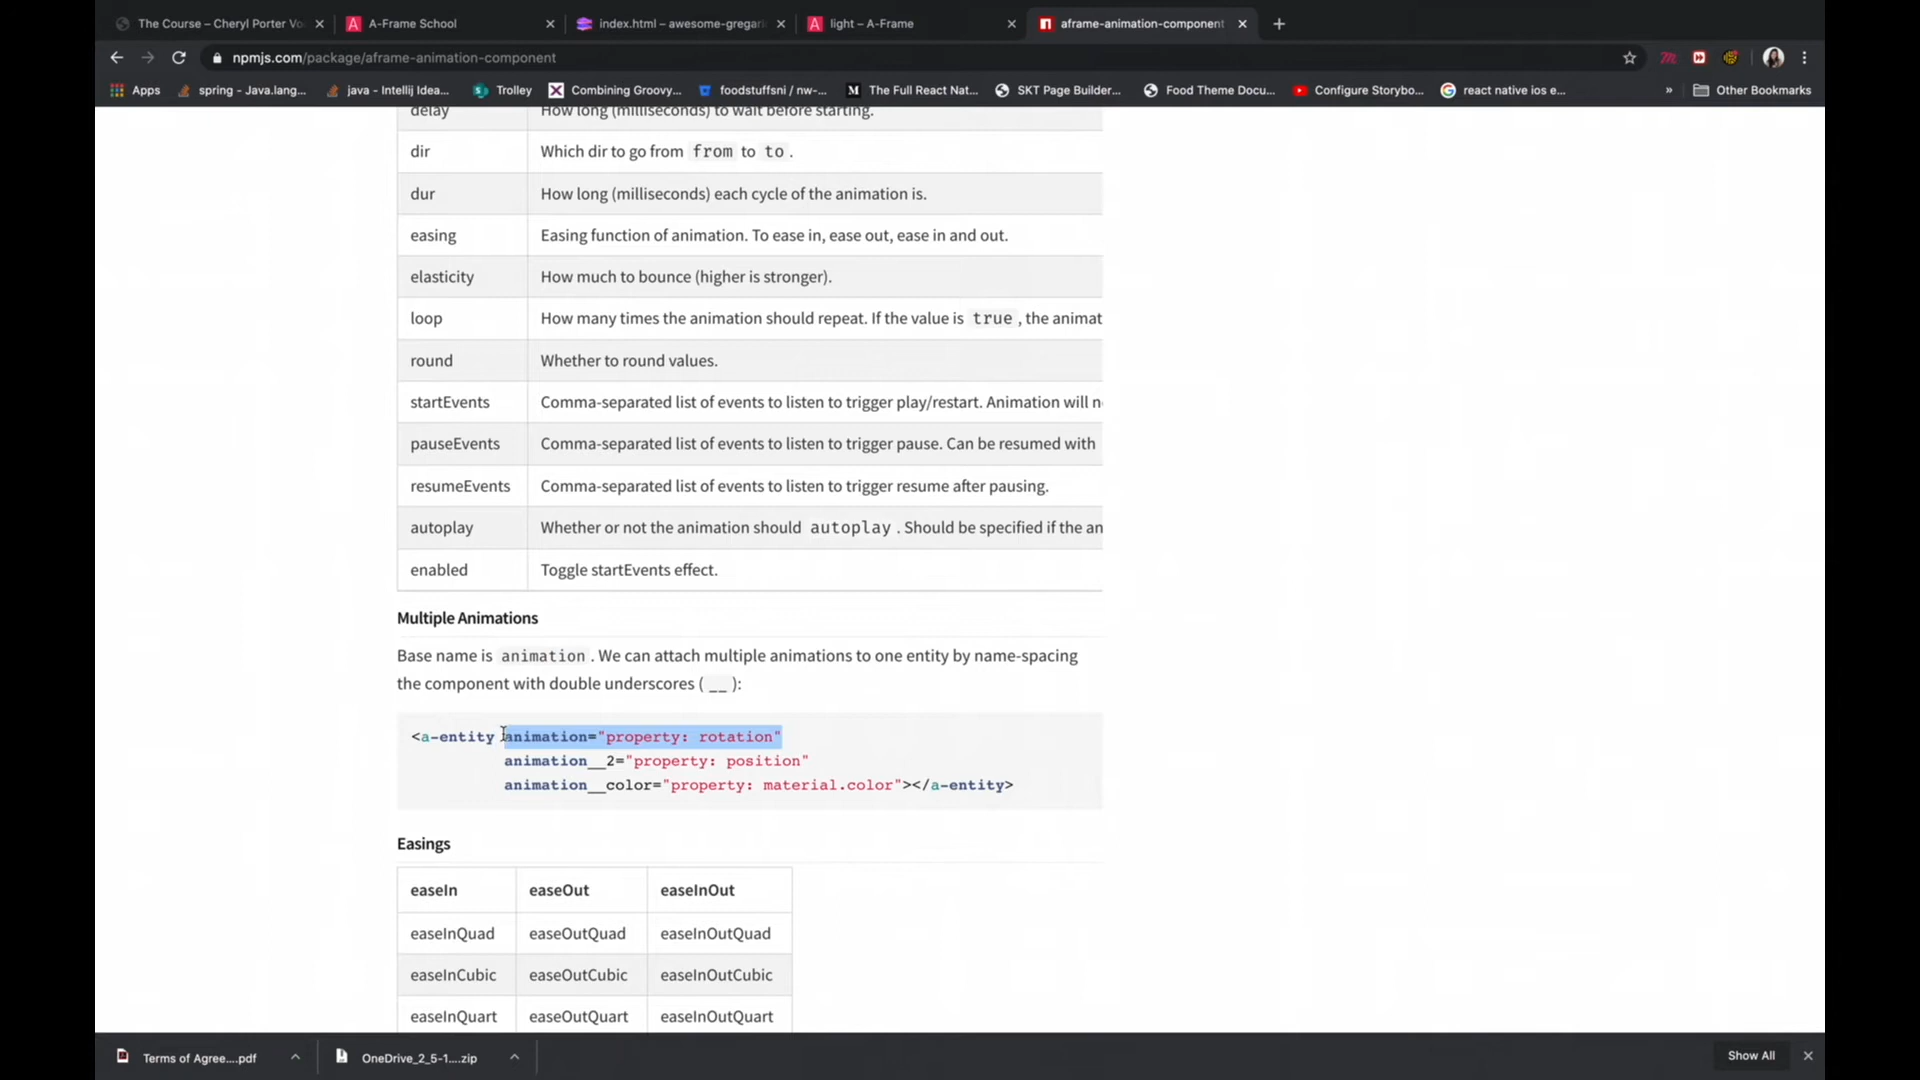 The Course – Cheryl Porter Vo
A-Frame School
index.html – awesome-gregari
light – A-Frame
aframe-animation-component
npmjs.com/package/aframe-animation-component
Apps
spring - Java.lang...
java - Intellij Idea...
Trolley
Combining Groovy...
foodstuffsni / nw-...
The Full React Nat...
SKT Page Builder...
Food Theme Doc...
Configure Storybo...
react native ios e...
»
Other Bookmarks
delay How long (milliseconds) to wait before starting.
dir Which dir to go from from to to .
dur How long (milliseconds) each cycle of the animation is.
easing Easing function of animation. To ease in, ease out, ease in and out.
elasticity How much to bounce (higher is stronger).
loop How many times the animation should repeat. If the value is true , the animat
round Whether to round values.
startEvents Comma-separated list of events to listen to trigger play/restart. Animation will n
pauseEvents Comma-separated list of events to listen to trigger pause. Can be resumed with
resumeEvents Comma-separated list of events to listen to trigger resume after pausing.
autoplay Whether or not the animation should autoplay . Should be specified if the an
enabled Toggle startEvents effect.
Multiple Animations
Base name is animation . We can attach multiple animations to one entity by name-spacing
the component with double underscores ( __ ):
<a-entity animation="property: rotation"
animation__2="property: position"
animation__color="property: material.color"></a-entity>
Easings
easeIn easeOut easeInOut
easeInQuad easeOutQuad easeInOutQuad
easeInCubic easeOutCubic easeInOutCubic
easeInQuart easeOutQuart easeInOutQuart
Terms of Agree....pdf
OneDrive_2_5-1....zip
Show All